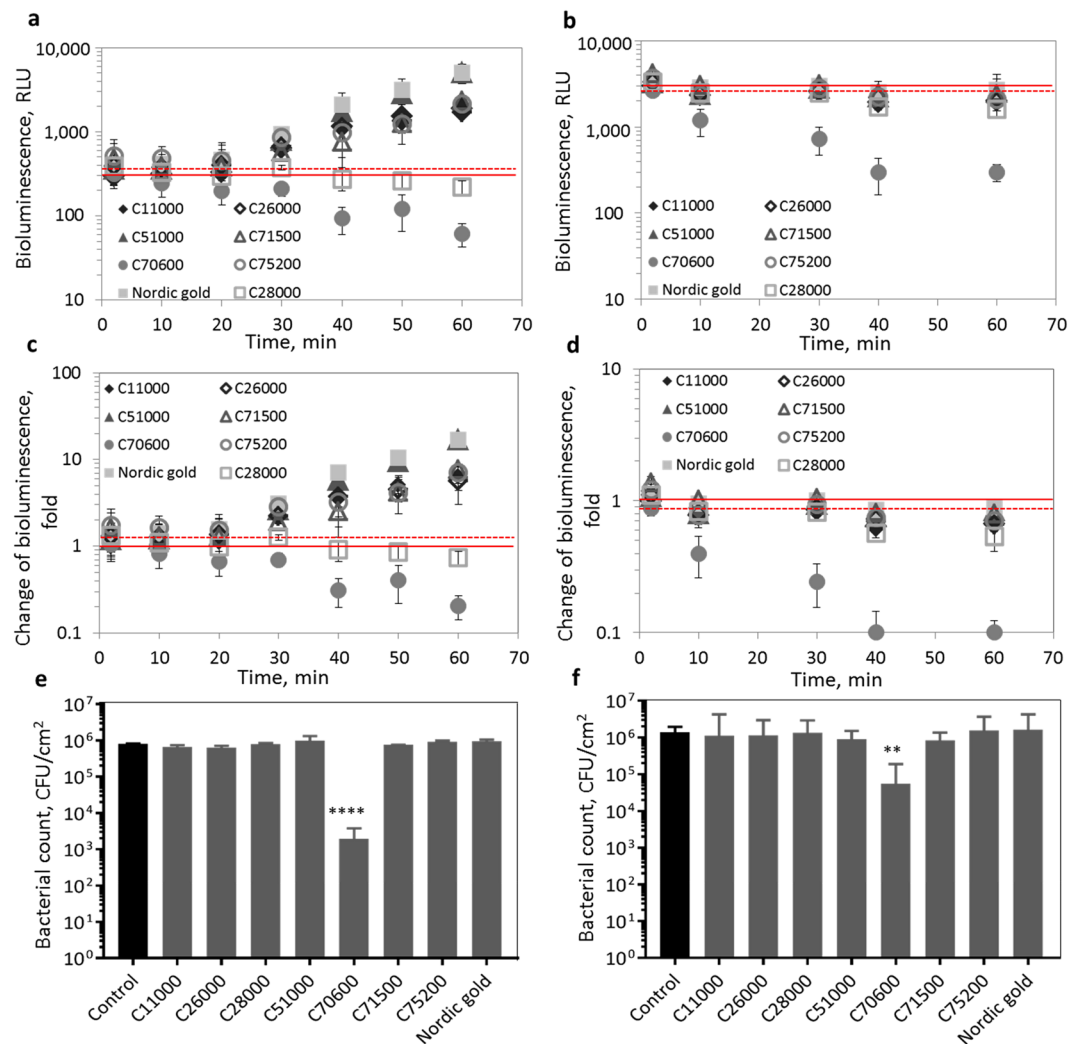 a
10,000
1,000
100
10
Bioluminescence, RLU
C11000
C26000
C51000
C71500
C70600
C75200
Nordic gold
C28000
0 10 20 30 40 50 60 70
Time, min
b
10,000
1,000
100
10
Bioluminescence, RLU
C11000
C26000
C51000
C71500
C70600
C75200
Nordic gold
C28000
0 10 20 30 40 50 60 70
Time, min
c
100
10
1
0.1
Change of bioluminescence,
fold
C11000
C26000
C51000
C71500
C70600
C75200
Nordic gold
C28000
0 10 20 30 40 50 60 70
Time, min
d
10
1
0.1
Change of bioluminescence,
fold
C11000
C26000
C51000
C71500
C70600
C75200
Nordic gold
C28000
0 10 20 30 40 50 60 70
Time, min
e
10⁷
10⁶
10⁵
10⁴
10³
10²
10¹
10⁰
Bacterial count, CFU/cm²
****
Control
C11000
C26000
C28000
C51000
C70600
C71500
C75200
Nordic gold
f
10⁷
10⁶
10⁵
10⁴
10³
10²
10¹
10⁰
Bacterial count, CFU/cm²
**
Control
C11000
C26000
C28000
C51000
C70600
C71500
C75200
Nordic gold